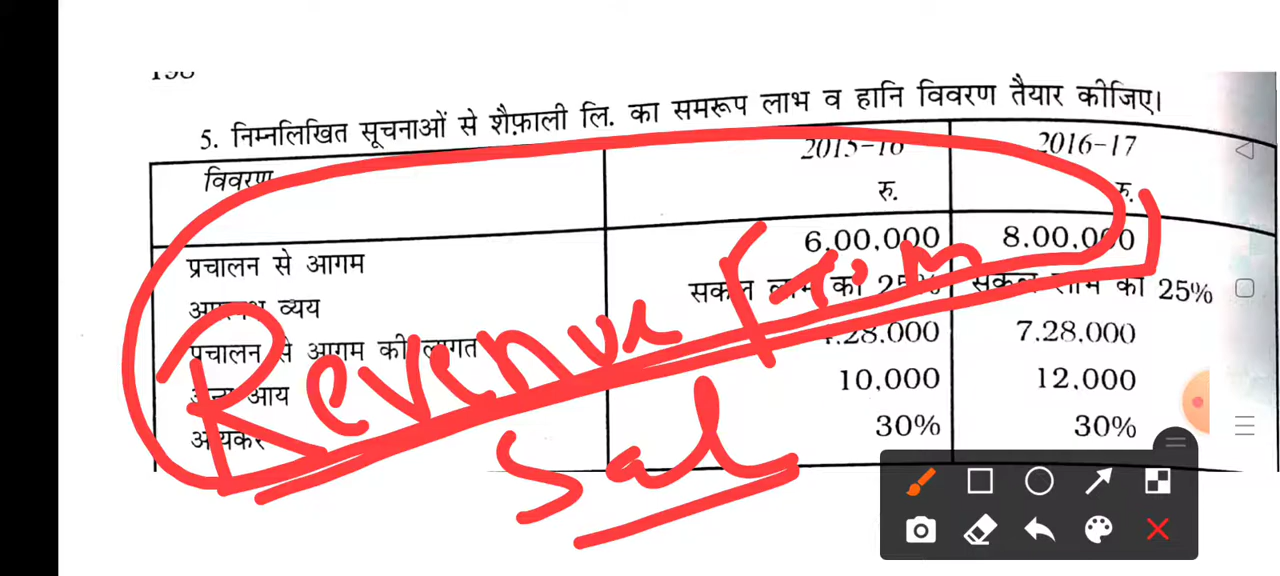 5. निम्नलिखित सूचनाओं से शैफ़ाली लि. का समरूप लाभ व हानि विवरण तैयार कीजिए।
विवरण 2015-16 2016-17
रु. रु.
प्रचालन से आगम 6,00,000 8,00,000
व्यय सकल लाभ का 25% सकल लाभ का 25%
प्रचालन से आगम की लागत .28.000 7.28.000
आय 10,000 12,000
आयकर 30% 30%
Revenue from
Sal